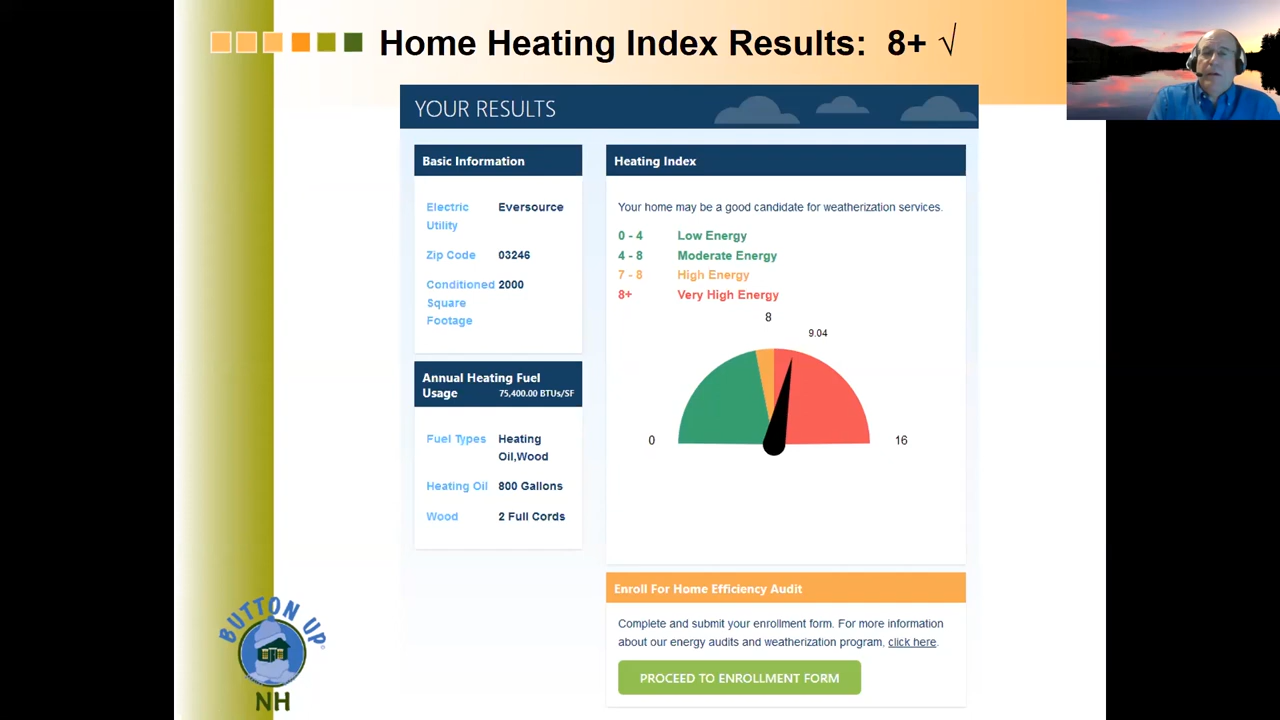 Home Heating Index Results: 8+ √
YOUR RESULTS
Basic Information
Electric Utility Eversource
Zip Code 03246
Conditioned Square Footage 2000
Annual Heating Fuel
Usage 75,400.00 BTUs/SF
Fuel Types Heating Oil,Wood
Heating Oil 800 Gallons
Wood 2 Full Cords
Heating Index
Your home may be a good candidate for weatherization services.
0 - 4 Low Energy
4 - 8 Moderate Energy
7 - 8 High Energy
8+ Very High Energy
8
9.04
0
16
Enroll For Home Efficiency Audit
Complete and submit your enrollment form. For more information
about our energy audits and weatherization program, click here.
PROCEED TO ENROLLMENT FORM
BUTTON UP
NH